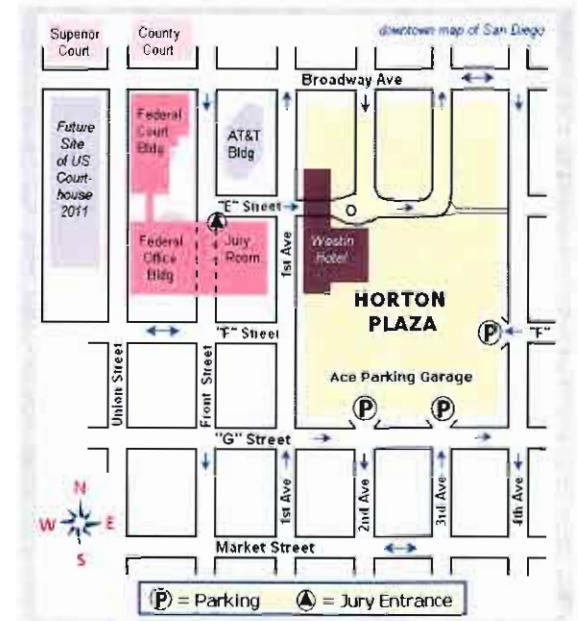 Superior
Court
County
Court
downtown map of San Diego
Broadway Ave
Future
Site
of US
Court-
house
2011
Federal
Court
Bldg
AT&T
Bldg
"E" Street
Federal
Office
Bldg
Jury
Room
1st Ave
Westin
Hotel
HORTON
PLAZA
"F" Street
P
"F"
Ace Parking Garage
P
P
Union Street
Front Street
"G" Street
1st Ave
2nd Ave
3rd Ave
4th Ave
N
W
E
S
Market Street
P = Parking
= Jury Entrance